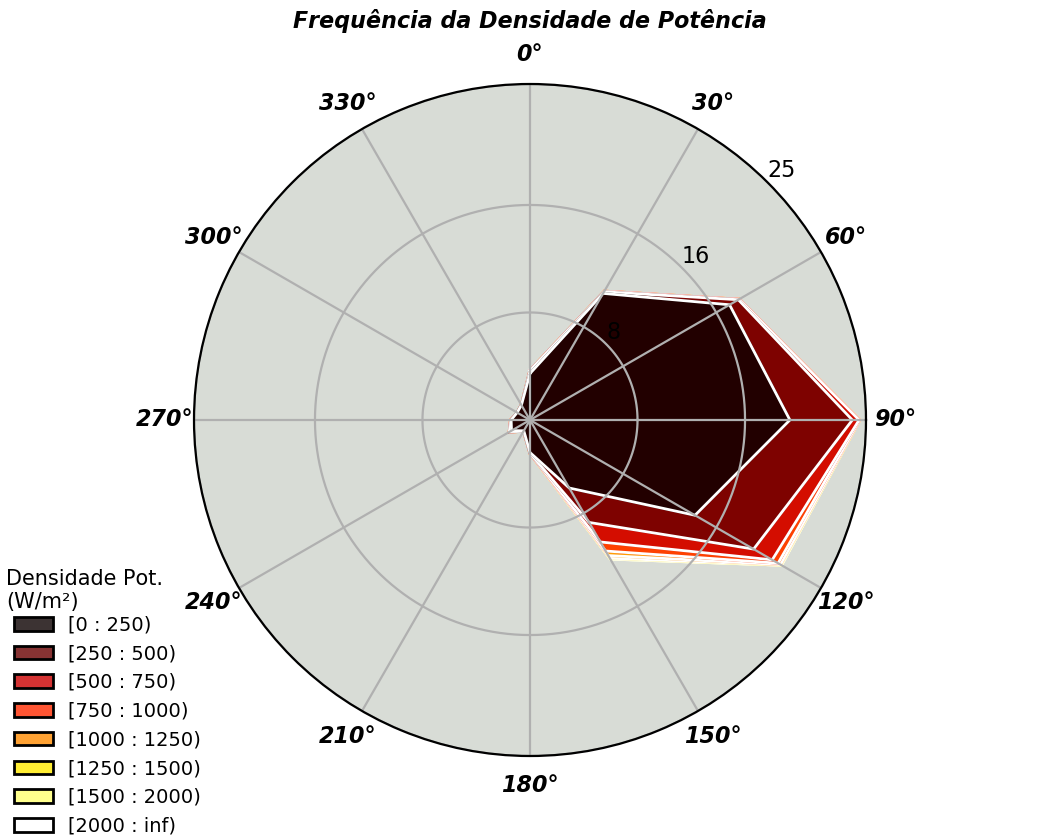 Frequência da Densidade de Potência
0°
30°
60°
90°
120°
150°
180°
210°
240°
270°
300°
330°
8
16
25
Densidade Pot.
(W/m²)
[0 : 250)
[250 : 500)
[500 : 750)
[750 : 1000)
[1000 : 1250)
[1250 : 1500)
[1500 : 2000)
[2000 : inf)